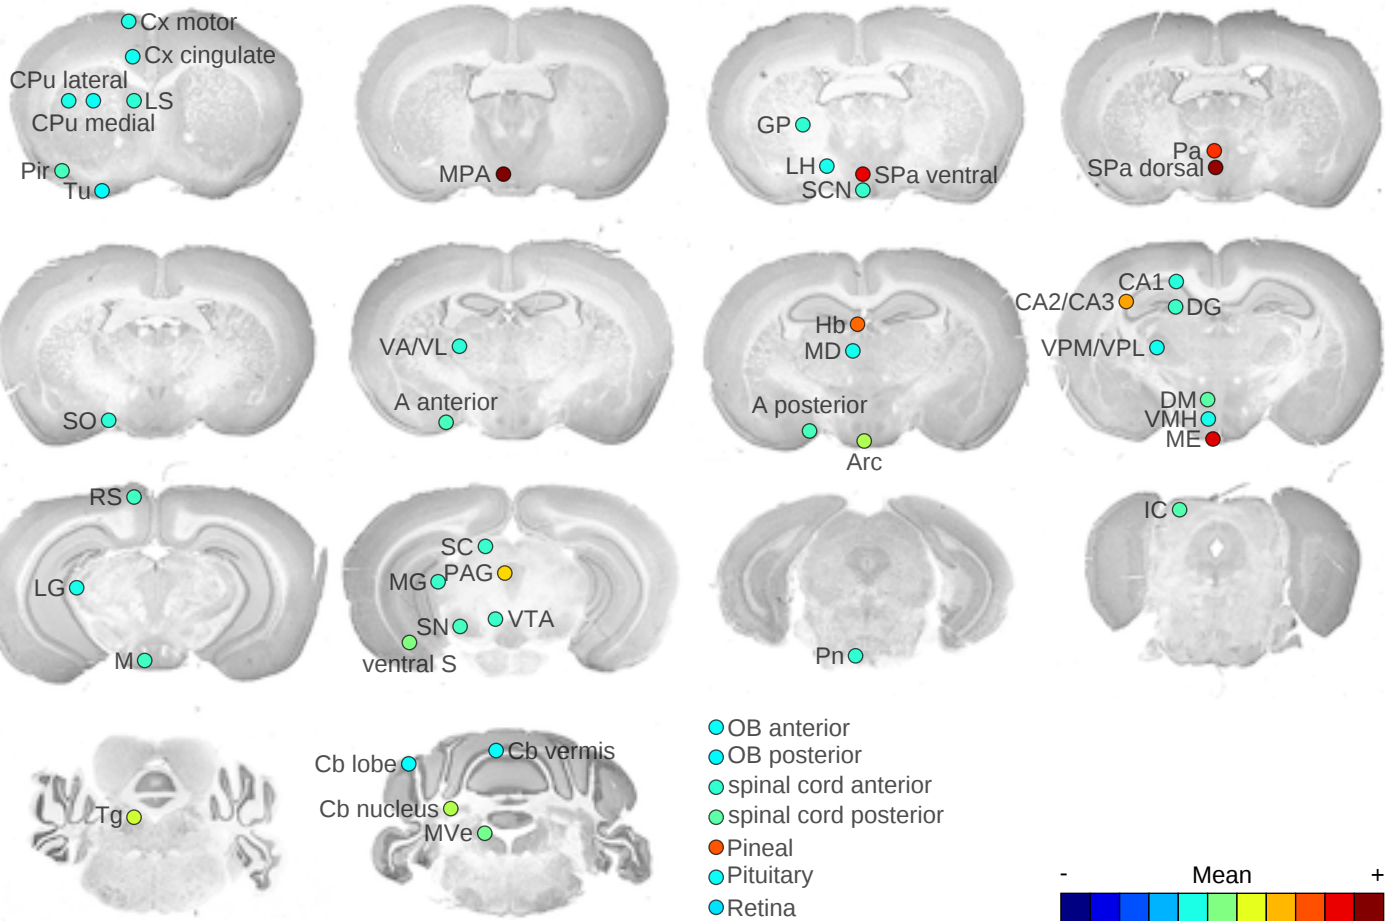 Cx motor
Cx cingulate
CPu lateral
LS
CPu medial
Pir
Tu
MPA
GP
LH
SPa ventral
SCN
Pa
SPa dorsal
SO
VA/VL
A anterior
Hb
MD
A posterior
Arc
CA1
CA2/CA3
DG
VPM/VPL
DM
VMH
ME
RS
LG
M
SC
PAG
MG
VTA
SN
ventral S
Pn
IC
Tg
Cb vermis
Cb lobe
Cb nucleus
MVe
OB anterior
OB posterior
spinal cord anterior
spinal cord posterior
Pineal
Pituitary
Retina
- Mean +